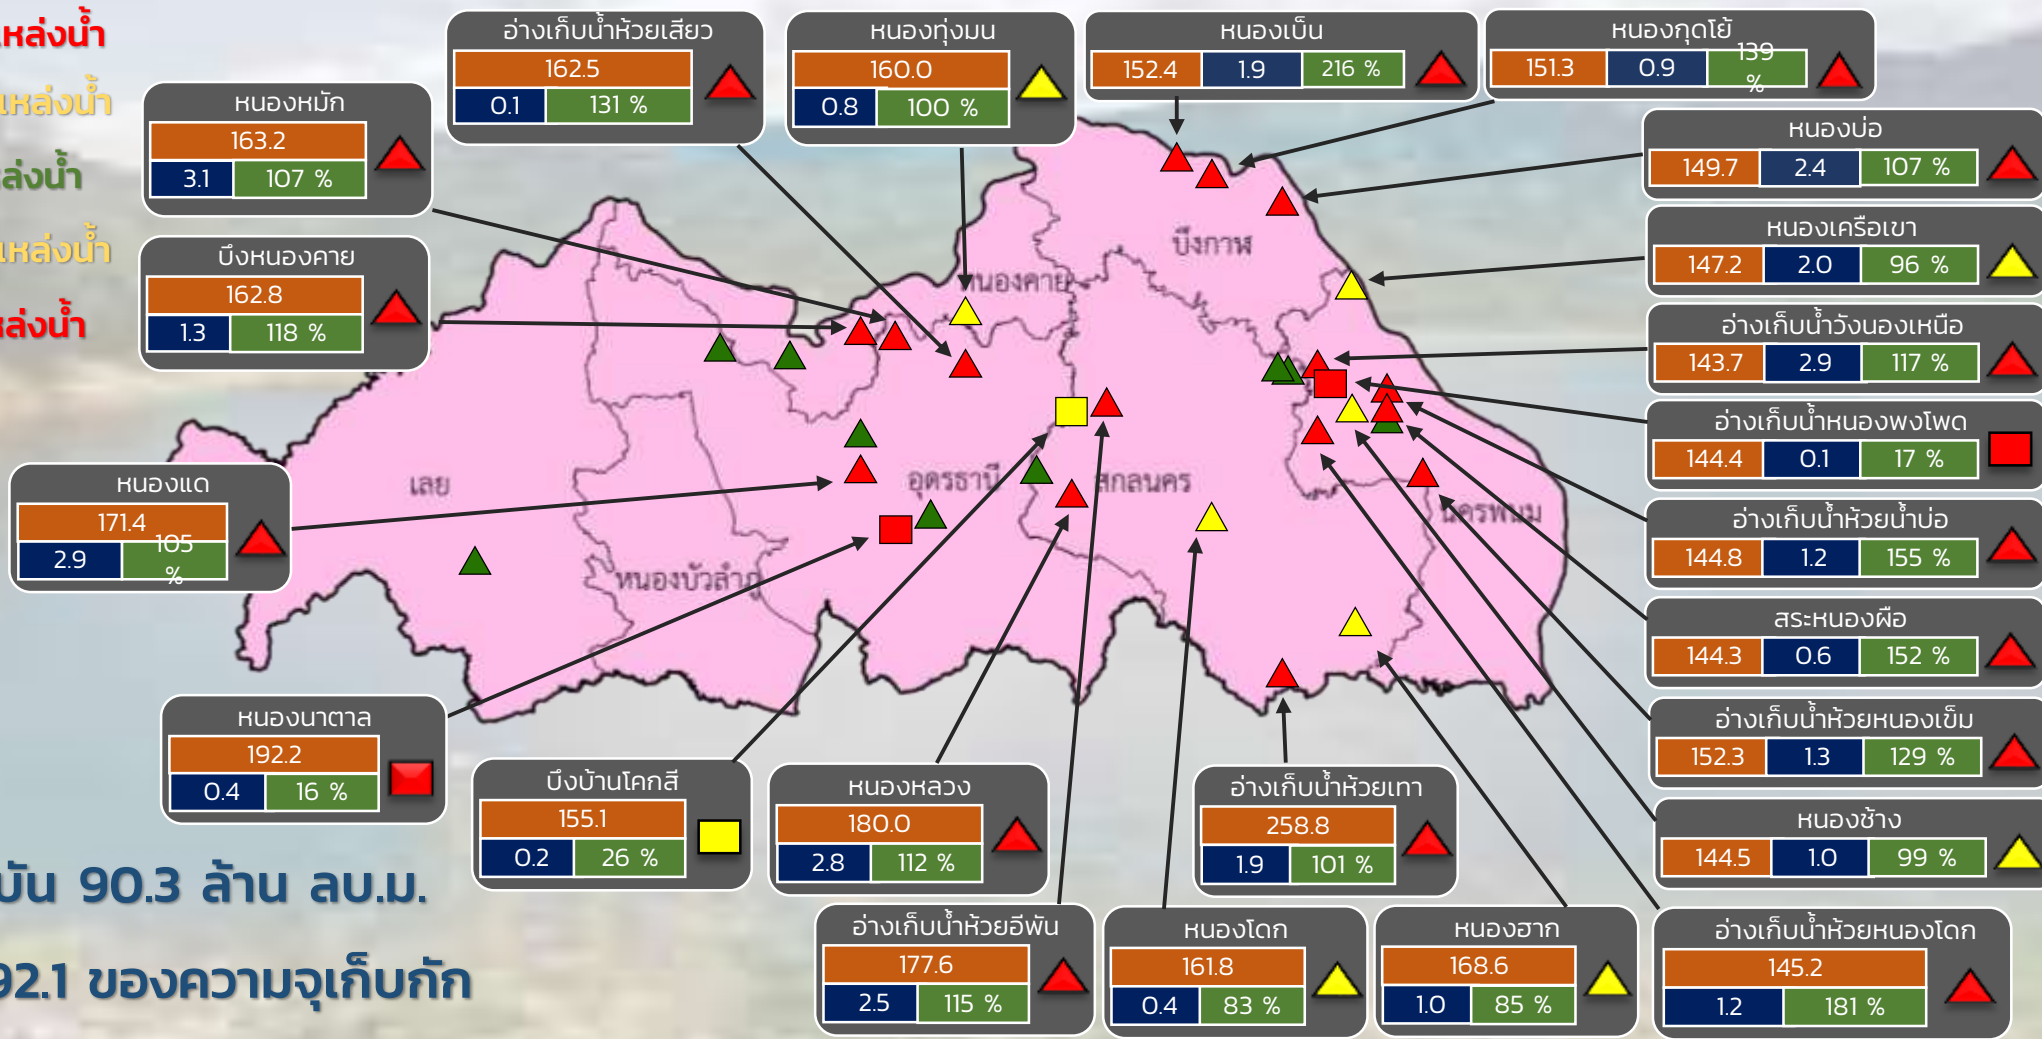 หล่งน้ำ
แหล่งน้ำ
ล่งน้ำ
แหล่งน้ำ
หล่งน้ำ
หนองหมัก
163.2
3.1 107 %
อ่างเก็บน้ำห้วยเสียว
162.5
0.1 131 %
หนองทุ่งมน
160.0
0.8 100 %
หนองเบ็น
152.4 1.9 216 %
หนองกุดโย้
151.3 0.9 139 %
บึงหนองคาย
162.8
1.3 118 %
หนองบ่อ
149.7 2.4 107 %
หนองเครือเขา
147.2 2.0 96 %
อ่างเก็บน้ำวังนองเหนือ
143.7 2.9 117 %
อ่างเก็บน้ำหนองพงโพด
144.4 0.1 17 %
อ่างเก็บน้ำห้วยน้ำบ่อ
144.8 1.2 155 %
สระหนองผือ
144.3 0.6 152 %
อ่างเก็บน้ำห้วยหนองเข็ม
152.3 1.3 129 %
หนองช้าง
144.5 1.0 99 %
บึงกาฬ
หนองคาย
เลย
อุดรธานี
สกลนคร
นครพนม
หนองบัวลำภู
หนองแด
171.4
2.9 105 %
หนองนาตาล
192.2
0.4 16 %
บึงบ้านโคกสี
155.1
0.2 26 %
หนองหลวง
180.0
2.8 112 %
อ่างเก็บน้ำห้วยเทา
258.8
1.9 101 %
อ่างเก็บน้ำห้วยอีพัน
177.6
2.5 115 %
หนองโดก
161.8
0.4 83 %
หนองฮาก
168.6
1.0 85 %
อ่างเก็บน้ำห้วยหนองโดก
145.2
1.2 181 %
บัน 90.3 ล้าน ลบ.ม.
92.1 ของความจุเก็บกัก